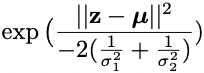 exp ( ||z − μ||² / −2(1/σ₁² + 1/σ₂²) )